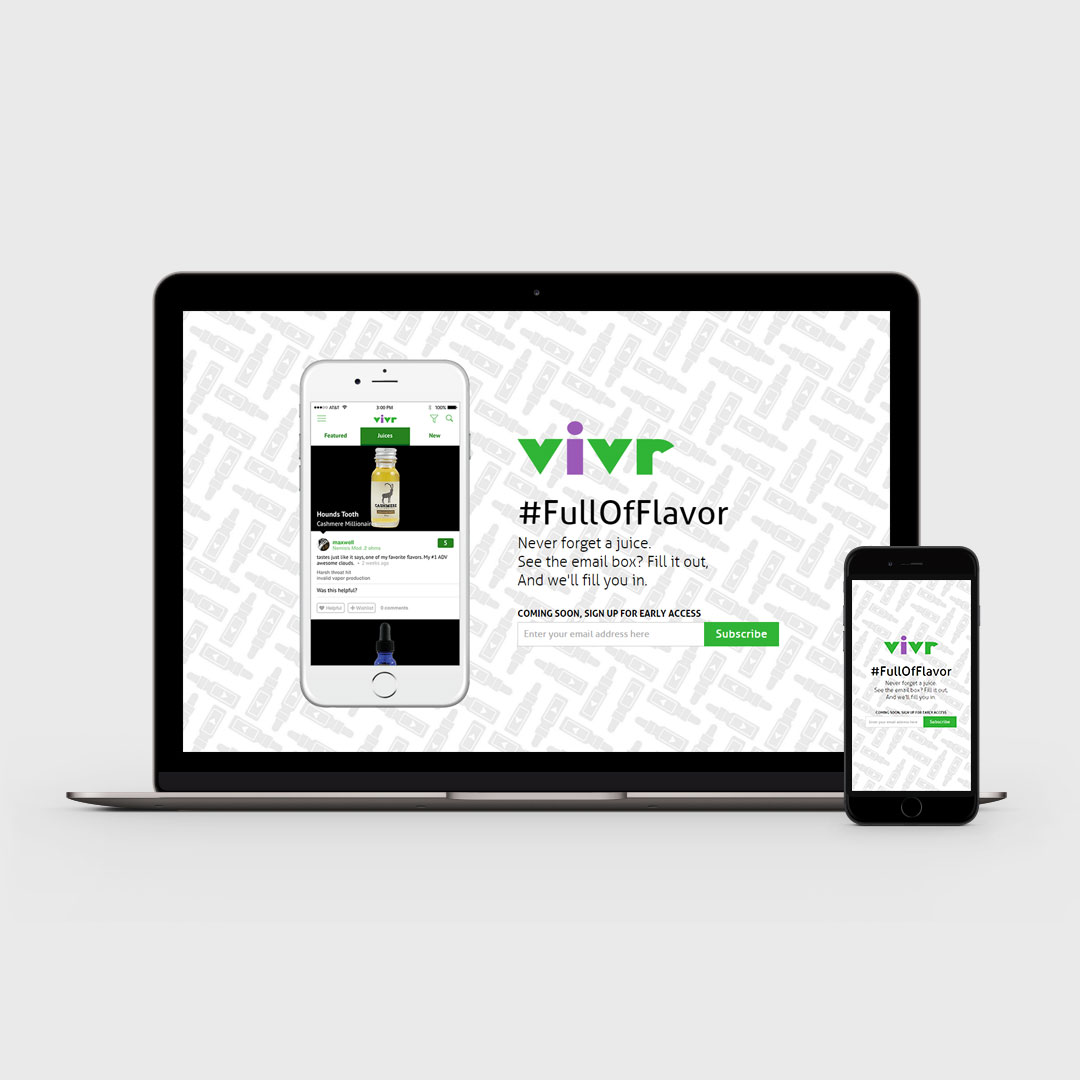 AT&T
3:00 PM
100%
vivr
Featured
Juices
New
CASHMERE
Hounds Tooth
Cashmere Millionaire
maxwell
5
Nemisis Mod .2 ohms
tastes just like it says, one of my favorite flavors. My #1 ADV
awesome clouds. • 2 weeks ago
Harsh throat hit
invalid vapor production
Was this helpful?
Helpful
Wishlist
0 comments
vivr
#FullOfFlavor
Never forget a juice.
See the email box? Fill it out,
And we'll fill you in.
COMING SOON, SIGN UP FOR EARLY ACCESS
Enter your email address here
Subscribe
vivr
#FullOfFlavor
Never forget a juice.
See the email box? Fill it out,
And we'll fill you in.
COMING SOON, SIGN UP FOR EARLY ACCESS
Enter your email address here
Subscribe